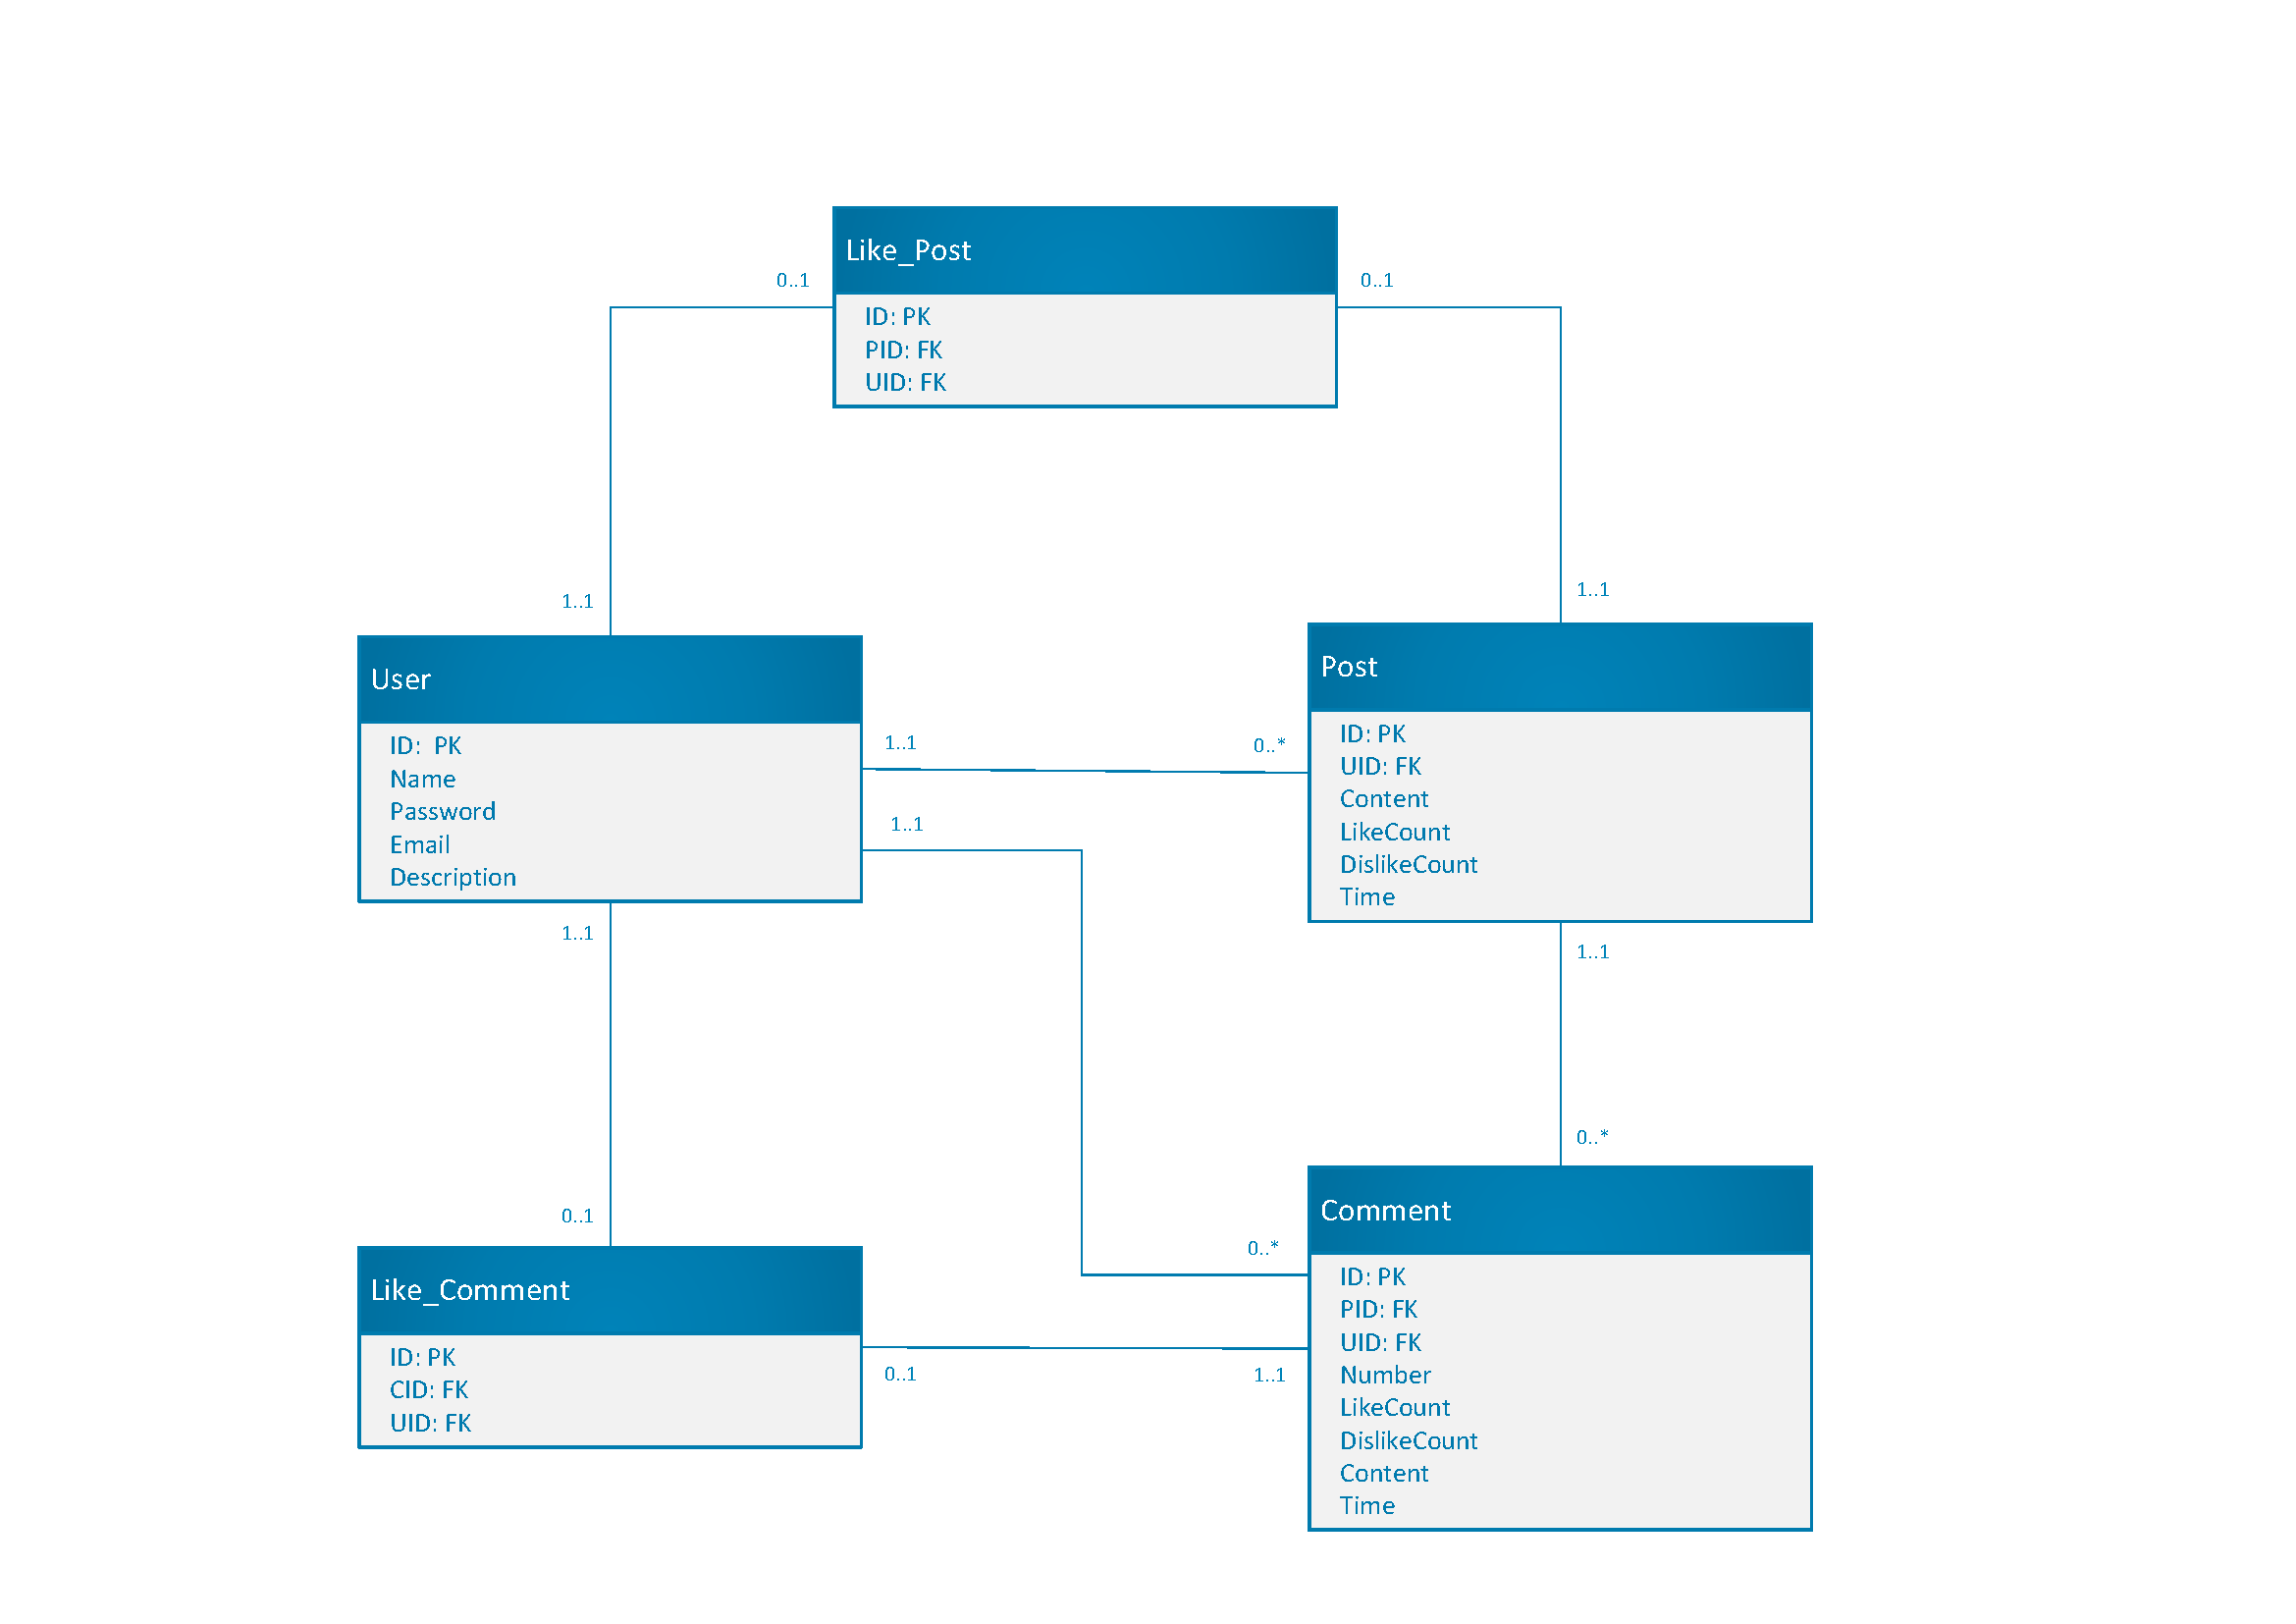 Like_Post
0..1
0..1
ID: PK
PID: FK
UID: FK
1..1
1..1
User
ID:  PK
Name
Password
Email
Description
1..1
0..*
1..1
Post
ID: PK
UID: FK
Content
LikeCount
DislikeCount
Time
1..1
1..1
0..1
0..*
0..*
Like_Comment
ID: PK
CID: FK
UID: FK
0..1
1..1
Comment
ID: PK
PID: FK
UID: FK
Number
LikeCount
DislikeCount
Content
Time